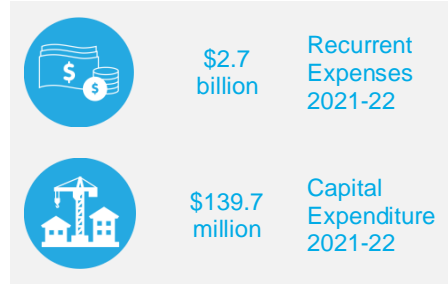 $
$
$2.7
billion
Recurrent
Expenses
2021-22
$139.7
million
Capital
Expenditure
2021-22